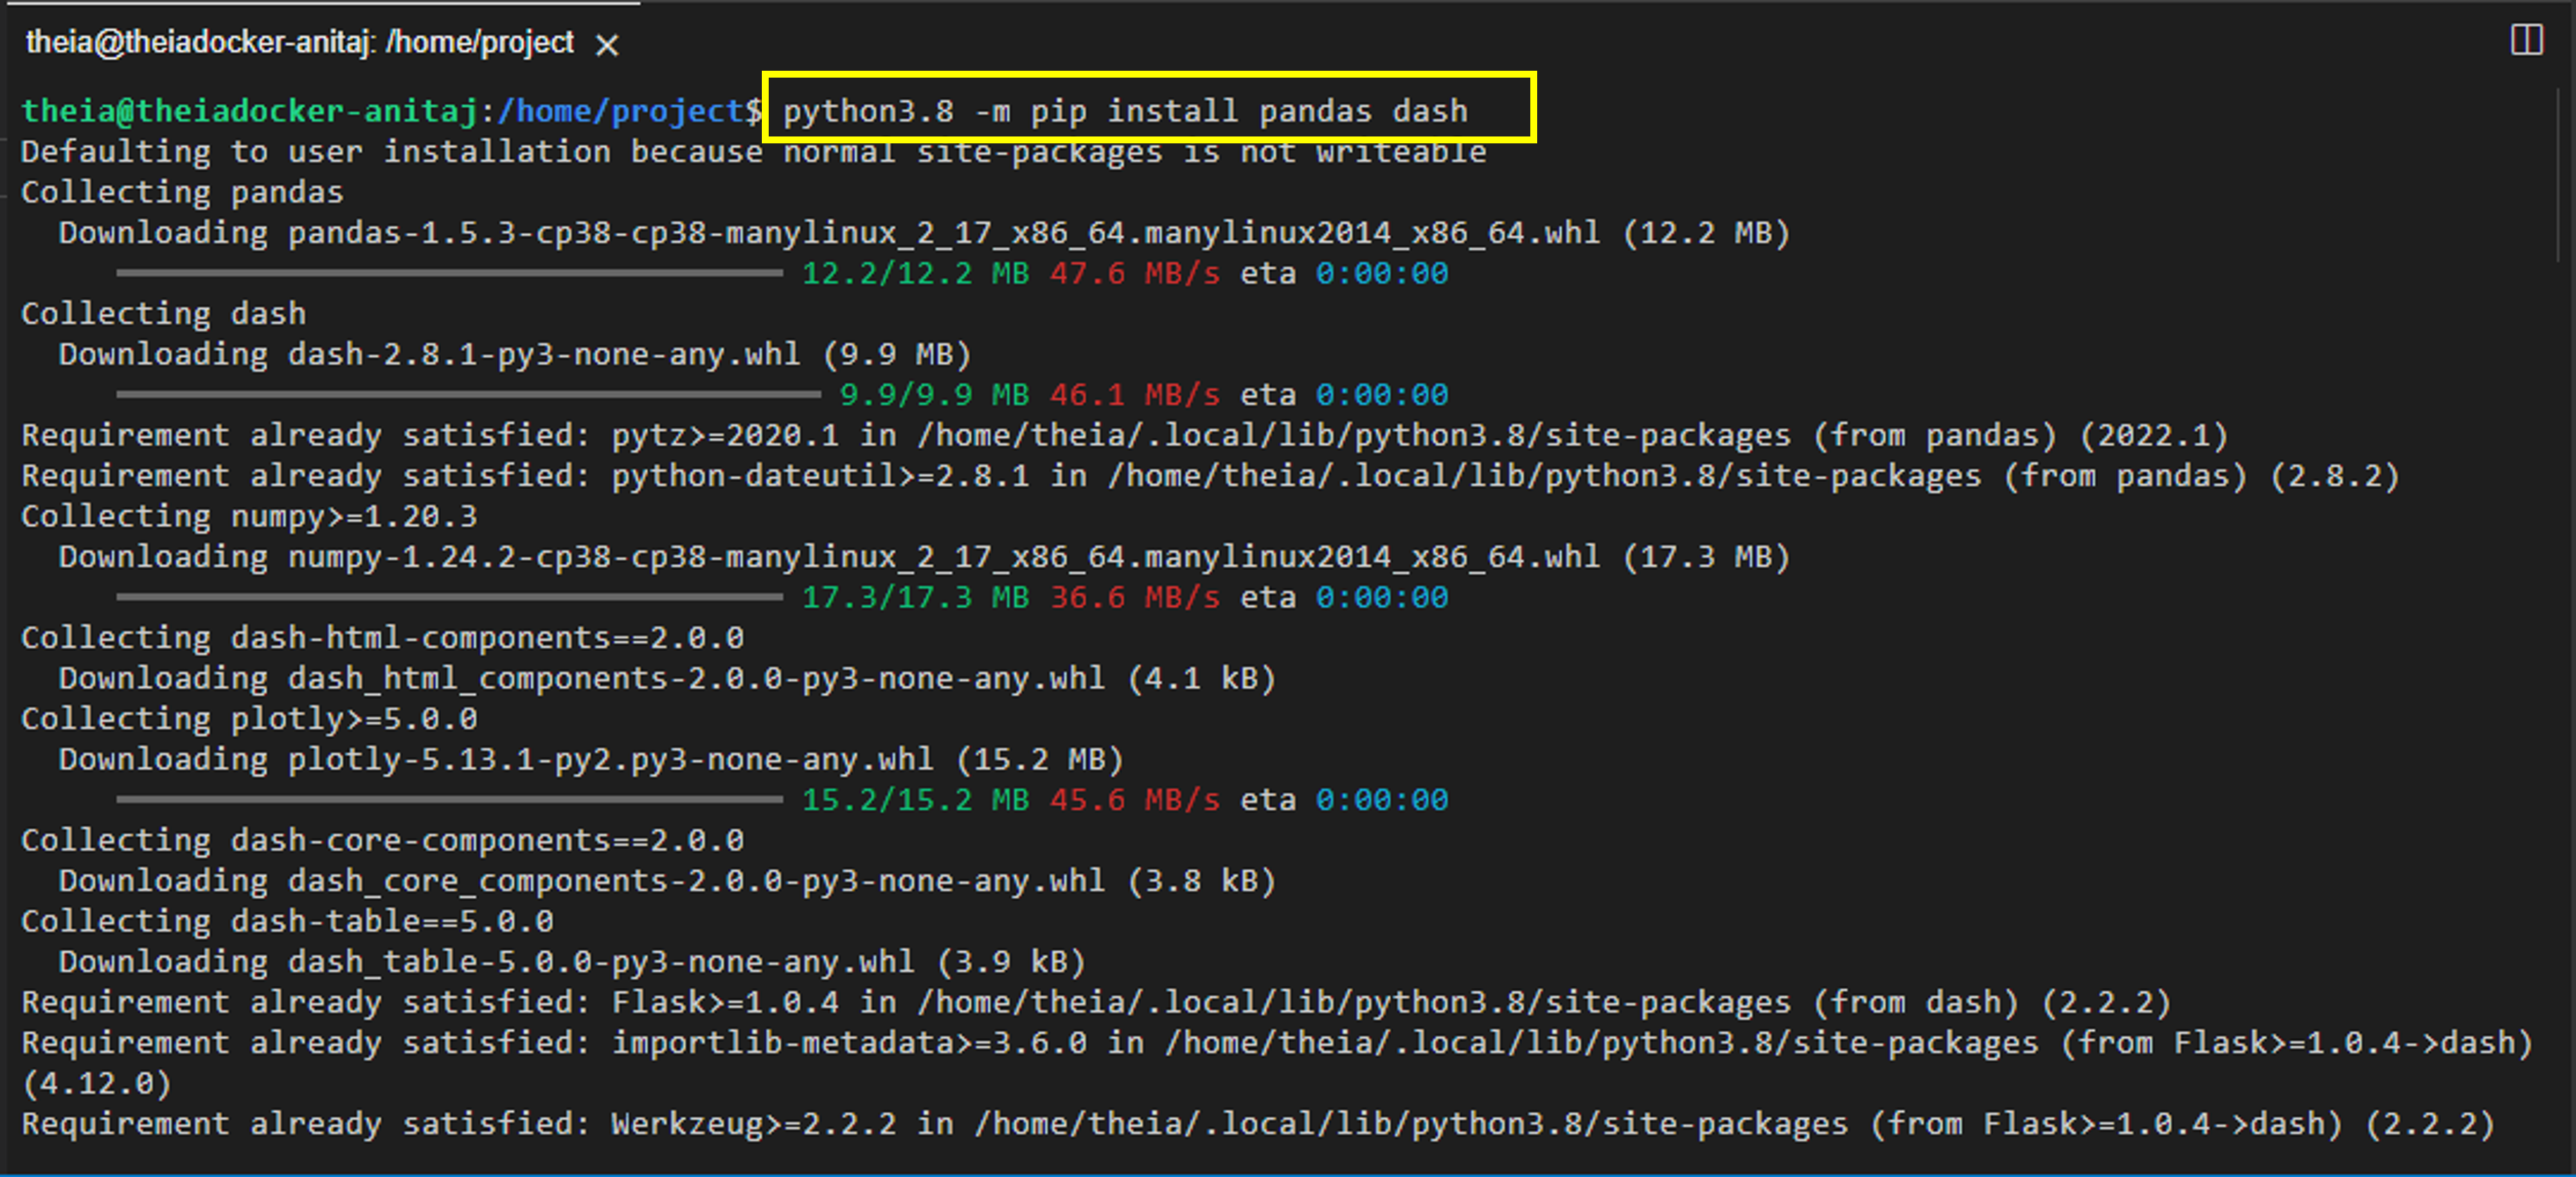 theia@theiadocker-anitaj: /home/project ×
theia@theiadocker-anitaj:/home/project$ python3.8 -m pip install pandas dash
Defaulting to user installation because normal site-packages is not writeable
Collecting pandas
  Downloading pandas-1.5.3-cp38-cp38-manylinux_2_17_x86_64.manylinux2014_x86_64.whl (12.2 MB)
12.2/12.2 MB 47.6 MB/s eta 0:00:00
Collecting dash
  Downloading dash-2.8.1-py3-none-any.whl (9.9 MB)
9.9/9.9 MB 46.1 MB/s eta 0:00:00
Requirement already satisfied: pytz>=2020.1 in /home/theia/.local/lib/python3.8/site-packages (from pandas) (2022.1)
Requirement already satisfied: python-dateutil>=2.8.1 in /home/theia/.local/lib/python3.8/site-packages (from pandas) (2.8.2)
Collecting numpy>=1.20.3
  Downloading numpy-1.24.2-cp38-cp38-manylinux_2_17_x86_64.manylinux2014_x86_64.whl (17.3 MB)
17.3/17.3 MB 36.6 MB/s eta 0:00:00
Collecting dash-html-components==2.0.0
  Downloading dash_html_components-2.0.0-py3-none-any.whl (4.1 kB)
Collecting plotly>=5.0.0
  Downloading plotly-5.13.1-py2.py3-none-any.whl (15.2 MB)
15.2/15.2 MB 45.6 MB/s eta 0:00:00
Collecting dash-core-components==2.0.0
  Downloading dash_core_components-2.0.0-py3-none-any.whl (3.8 kB)
Collecting dash-table==5.0.0
  Downloading dash_table-5.0.0-py3-none-any.whl (3.9 kB)
Requirement already satisfied: Flask>=1.0.4 in /home/theia/.local/lib/python3.8/site-packages (from dash) (2.2.2)
Requirement already satisfied: importlib-metadata>=3.6.0 in /home/theia/.local/lib/python3.8/site-packages (from Flask>=1.0.4->dash)
(4.12.0)
Requirement already satisfied: Werkzeug>=2.2.2 in /home/theia/.local/lib/python3.8/site-packages (from Flask>=1.0.4->dash) (2.2.2)